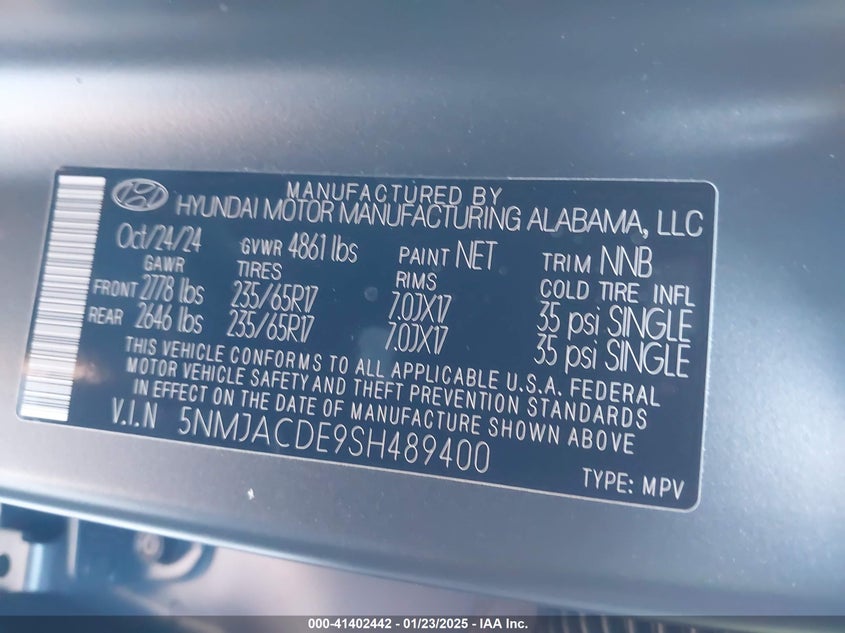 MANUFACTURED BY
HYUNDAI MOTOR MANUFACTURING ALABAMA, LLC
Oct/24/24 GVWR 4861 lbs PAINT NET TRIM NNB
GAWR TIRES RIMS COLD TIRE INFL
FRONT 2778 lbs 235/65R17 7.0JX17 35 psi SINGLE
REAR 2646 lbs 235/65R17 7.0JX17 35 psi SINGLE
THIS VEHICLE CONFORMS TO ALL APPLICABLE U.S.A. FEDERAL
MOTOR VEHICLE SAFETY AND THEFT PREVENTION STANDARDS
IN EFFECT ON THE DATE OF MANUFACTURE SHOWN ABOVE
V.I.N 5NMJACDE9SH489400
TYPE: MPV
000-41402442 — 01/23/2025 — IAA Inc.